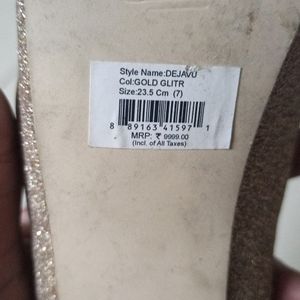 Style Name:DEJAVU
Col:GOLD GLITR
Size:23.5 Cm (7)
8 89163 41597 1
MRP: ₹ 9999.00
(Incl. of All Taxes)